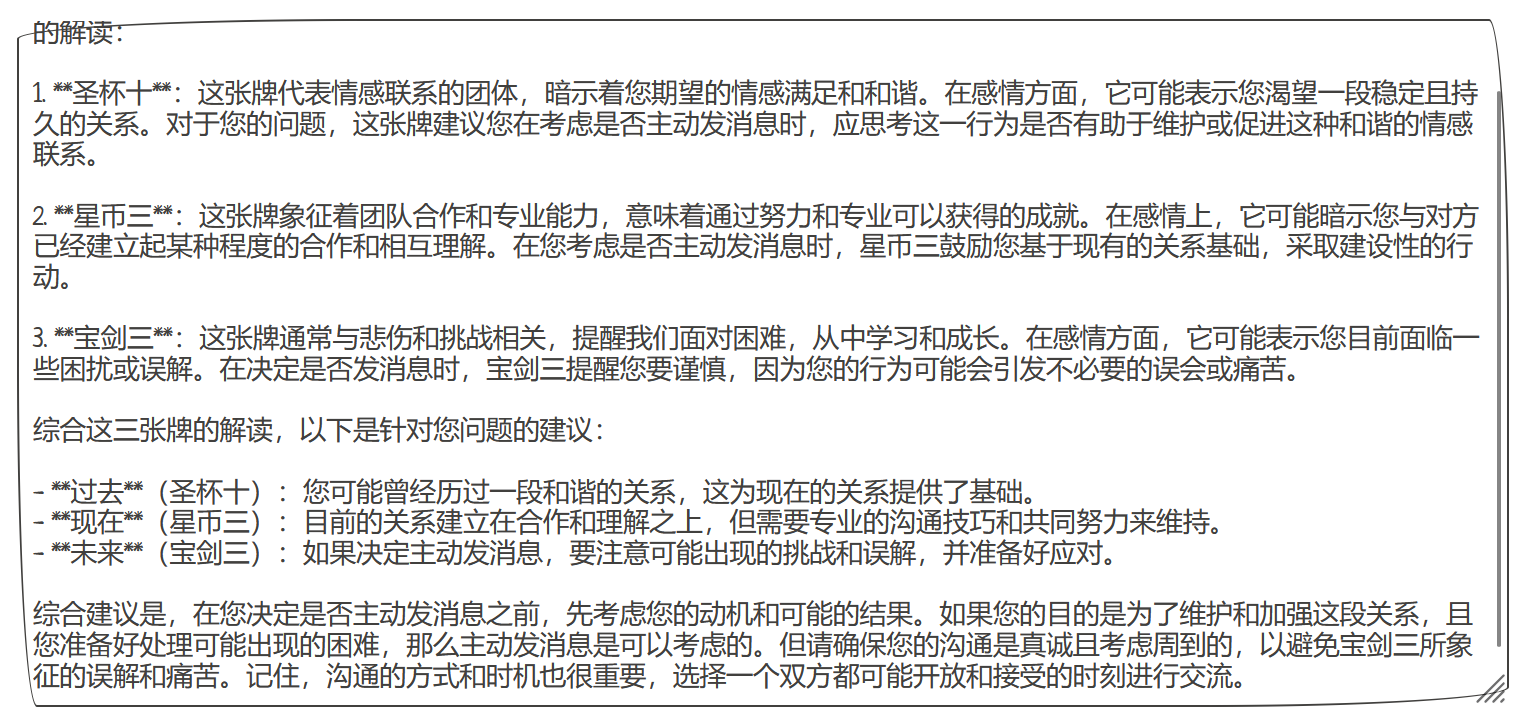 的解读：
1. **圣杯十**：这张牌代表情感联系的团体，暗示着您期望的情感满足和和谐。在感情方面，它可能表示您渴望一段稳定且持
久的关系。对于您的问题，这张牌建议您在考虑是否主动发消息时，应思考这一行为是否有助于维护或促进这种和谐的情感
联系。
2. **星币三**：这张牌象征着团队合作和专业能力，意味着通过努力和专业可以获得的成就。在感情上，它可能暗示您与对方
已经建立起某种程度的合作和相互理解。在您考虑是否主动发消息时，星币三鼓励您基于现有的关系基础，采取建设性的行
动。
3. **宝剑三**：这张牌通常与悲伤和挑战相关，提醒我们面对困难，从中学习和成长。在感情方面，它可能表示您目前面临一
些困扰或误解。在决定是否发消息时，宝剑三提醒您要谨慎，因为您的行为可能会引发不必要的误会或痛苦。
综合这三张牌的解读，以下是针对您问题的建议：
- **过去**（圣杯十）：您可能曾经历过一段和谐的关系，这为现在的关系提供了基础。
- **现在**（星币三）：目前的关系建立在合作和理解之上，但需要专业的沟通技巧和共同努力来维持。
- **未来**（宝剑三）：如果决定主动发消息，要注意可能出现的挑战和误解，并准备好应对。
综合建议是，在您决定是否主动发消息之前，先考虑您的动机和可能的结果。如果您的目的是为了维护和加强这段关系，且
您准备好处理可能出现的困难，那么主动发消息是可以考虑的。但请确保您的沟通是真诚且考虑周到的，以避免宝剑三所象
征的误解和痛苦。记住，沟通的方式和时机也很重要，选择一个双方都可能开放和接受的时刻进行交流。